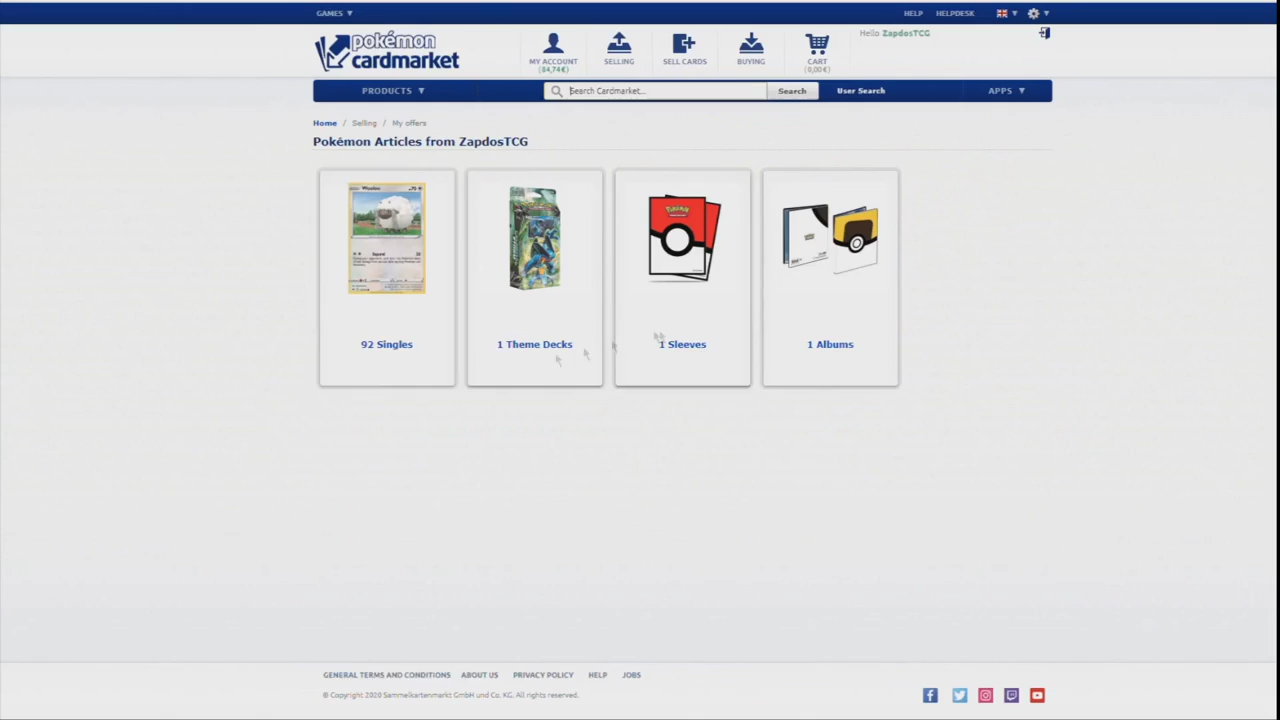 GAMES
HELP HELPDESK
pokémon
cardmarket
MY ACCOUNT
(84,74 €)
SELLING
SELL CARDS
BUYING
CART
(0,00 €)
Hello ZapdosTCG
PRODUCTS
Search Cardmarket...
Search
User Search
APPS
Home / Selling / My offers
Pokémon Articles from ZapdosTCG
Wooloo
92 Singles
1 Theme Decks
1 Sleeves
1 Albums
GENERAL TERMS AND CONDITIONS ABOUT US PRIVACY POLICY HELP JOBS
© Copyright 2020 Sammelkartenmarkt GmbH und Co. KG. All rights reserved.